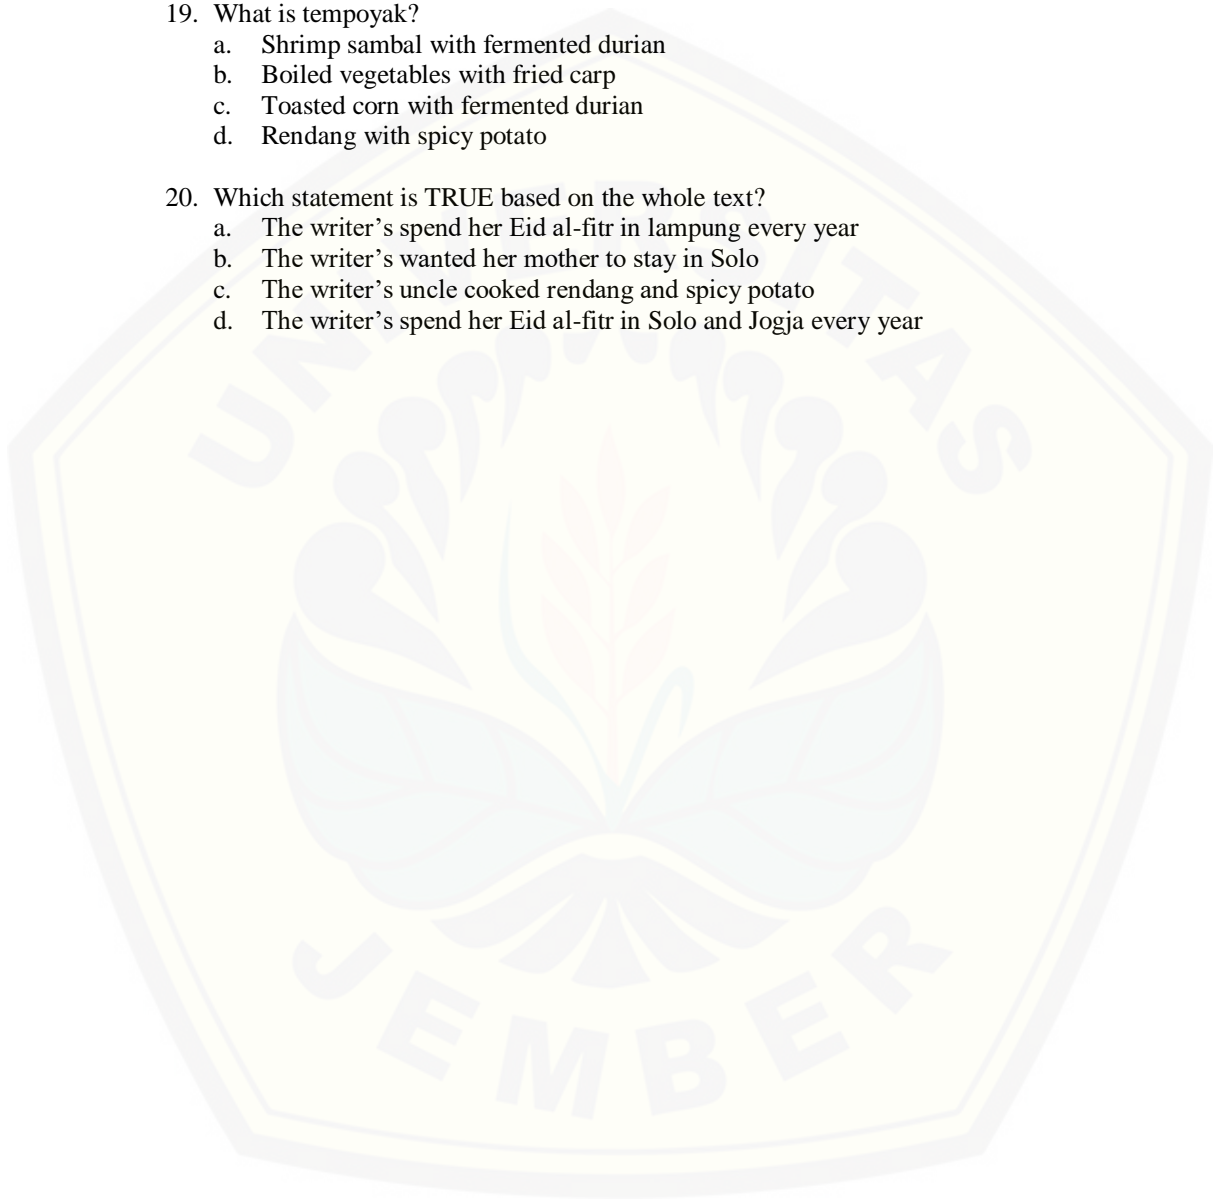 19. What is tempoyak?
a. Shrimp sambal with fermented durian
b. Boiled vegetables with fried carp
c. Toasted corn with fermented durian
d. Rendang with spicy potato
20. Which statement is TRUE based on the whole text?
a. The writer’s spend her Eid al-fitr in lampung every year
b. The writer’s wanted her mother to stay in Solo
c. The writer’s uncle cooked rendang and spicy potato
d. The writer’s spend her Eid al-fitr in Solo and Jogja every year
UNIVERSITAS
JEMBER